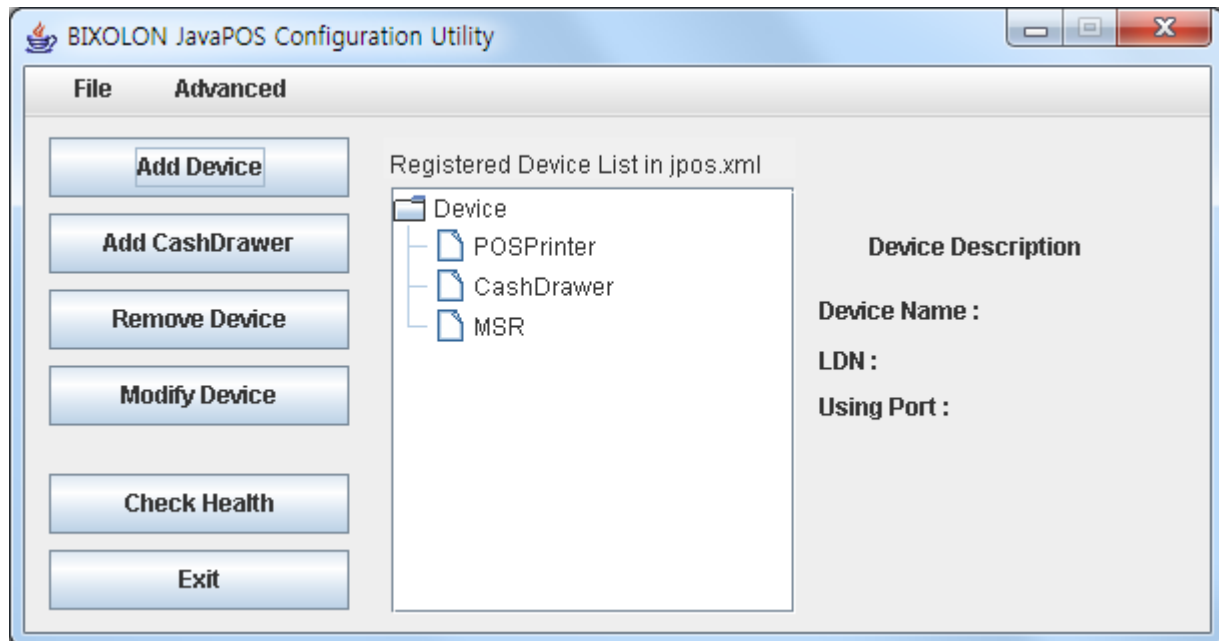 BIXOLON JavaPOS Configuration Utility
File Advanced
Add Device
Add CashDrawer
Remove Device
Modify Device
Check Health
Exit
Registered Device List in jpos.xml
Device
POSPrinter
CashDrawer
MSR
Device Description
Device Name :
LDN :
Using Port :